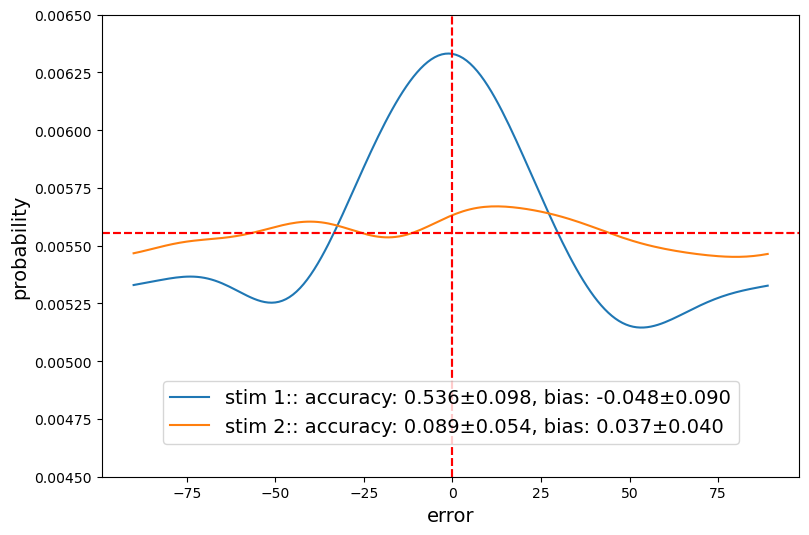 0.00650
0.00625
0.00600
0.00575
0.00550
0.00525
0.00500
0.00475
0.00450
probability
stim 1:: accuracy: 0.536±0.098, bias: -0.048±0.090
stim 2:: accuracy: 0.089±0.054, bias: 0.037±0.040
−75 −50 −25 0 25 50 75
error